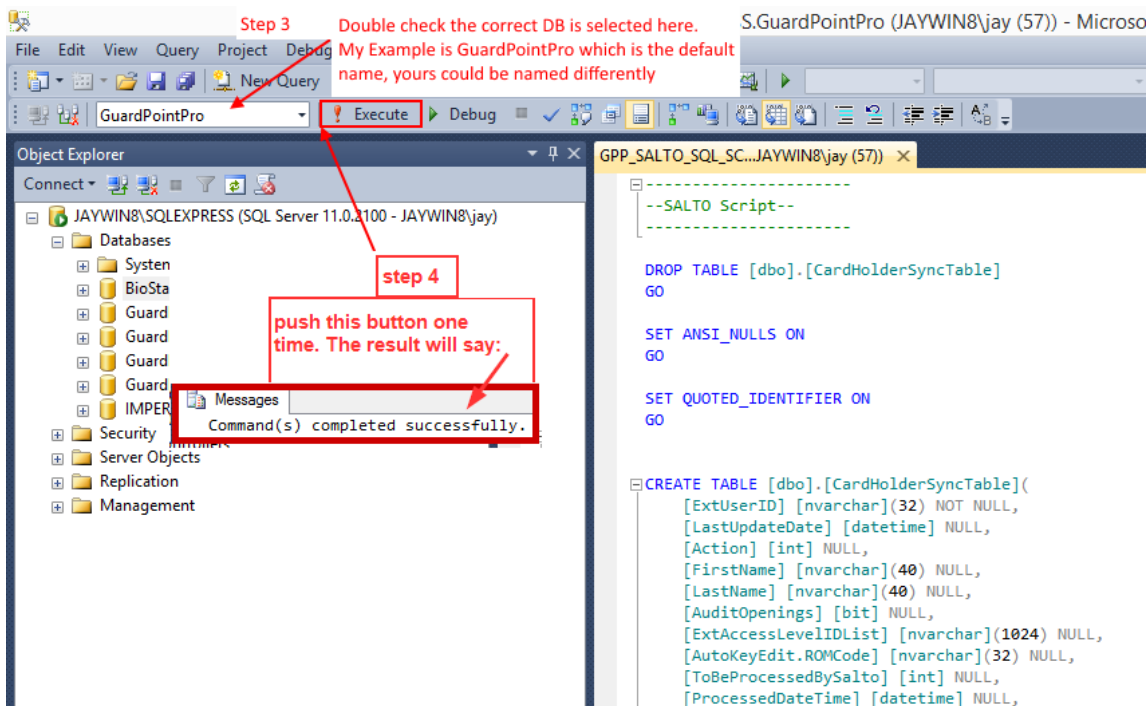 Step 3
Double check the correct DB is selected here.
My Example is GuardPointPro which is the default
name, yours could be named differently
S.GuardPointPro (JAYWIN8\jay (57)) - Microso
File Edit View Query Project Debug
New Query
GuardPointPro
Execute
Debug
Object Explorer
GPP_SALTO_SQL_SC...JAYWIN8\jay (57))
Connect
JAYWIN8\SQLEXPRESS (SQL Server 11.0.2100 - JAYWIN8\jay)
Databases
Systen
BioSta
Guard
Guard
Guard
Guard
IMPER
Security
Server Objects
Replication
Management
step 4
push this button one
time. The result will say:
Messages
Command(s) completed successfully.
-----------------------
--SALTO Script--
-----------------------
DROP TABLE [dbo].[CardHolderSyncTable]
GO
SET ANSI_NULLS ON
GO
SET QUOTED_IDENTIFIER ON
GO
CREATE TABLE [dbo].[CardHolderSyncTable](
[ExtUserID] [nvarchar](32) NOT NULL,
[LastUpdateDate] [datetime] NULL,
[Action] [int] NULL,
[FirstName] [nvarchar](40) NULL,
[LastName] [nvarchar](40) NULL,
[AuditOpenings] [bit] NULL,
[ExtAccessLevelIDList] [nvarchar](1024) NULL,
[AutoKeyEdit.ROMCode] [nvarchar](32) NULL,
[ToBeProcessedBySalto] [int] NULL,
[ProcessedDateTime] [datetime] NULL,